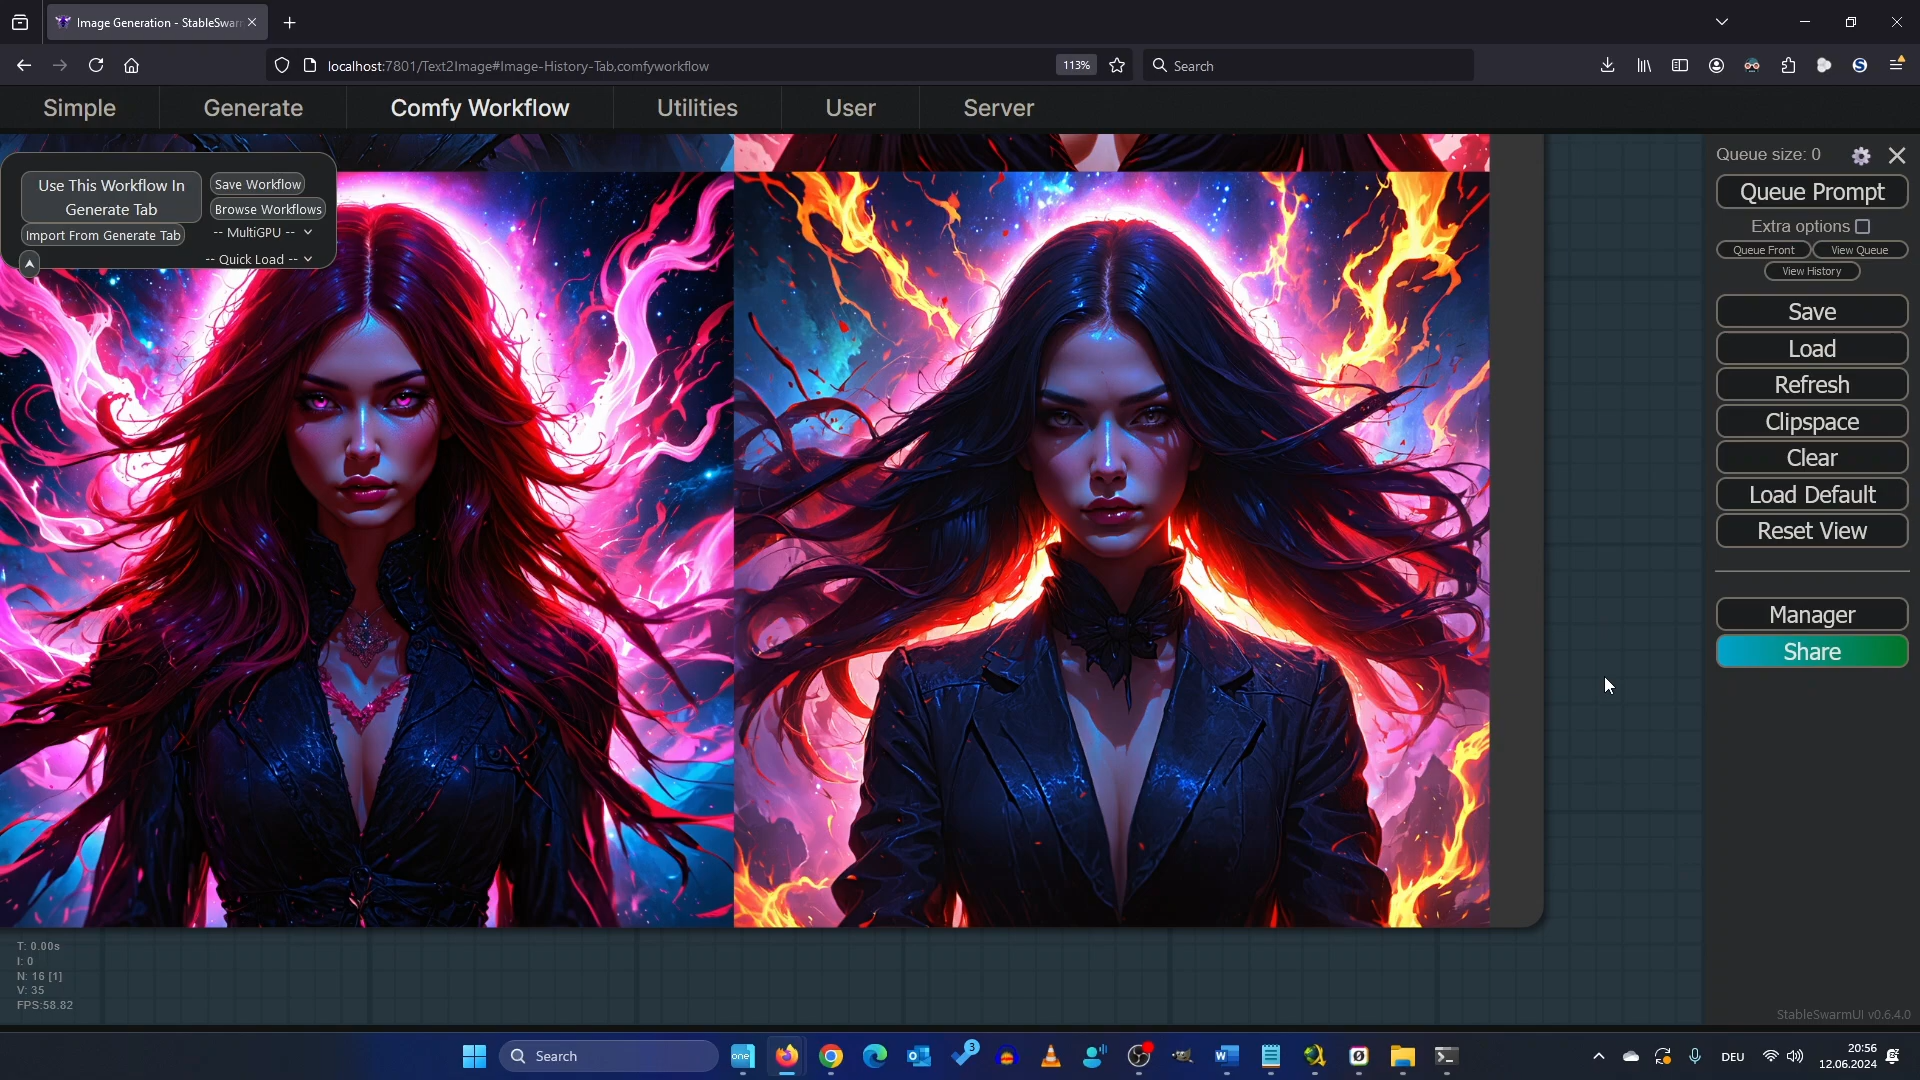 Image Generation - StableSwarm
localhost:7801/Text2Image#Image-History-Tab,comfyworkflow
113%
Search
Simple
Generate
Comfy Workflow
Utilities
User
Server
Use This Workflow In
Generate Tab
Save Workflow
Browse Workflows
Import From Generate Tab
-- MultiGPU --
-- Quick Load --
Queue size: 0
Queue Prompt
Extra options
Queue Front
View Queue
View History
Save
Load
Refresh
Clipspace
Clear
Load Default
Reset View
Manager
Share
T: 0.00s
I: 0
N: 16 [1]
V: 35
FPS:58.82
StableSwarmUI v0.6.4.0
Search
one
3
DEU
20:56
12.06.2024